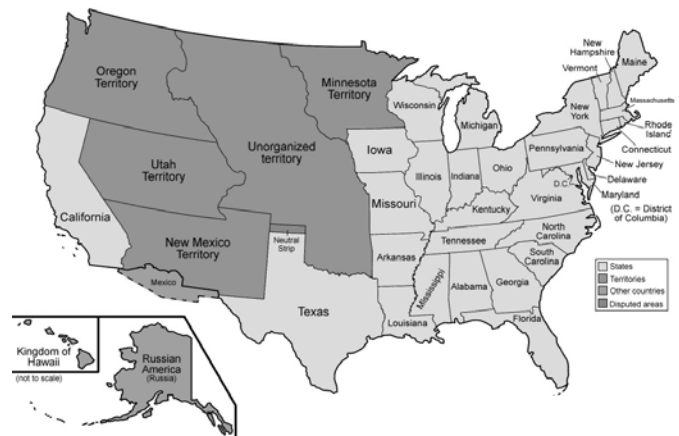 Oregon
Territory
Minnesota
Territory
Unorganized
territory
Utah
Territory
California
New Mexico
Territory
Mexico
Neutral
Strip
Texas
Iowa
Missouri
Arkansas
Louisiana
Wisconsin
Illinois
Michigan
Indiana
Ohio
Kentucky
Tennessee
Mississippi
Alabama
Georgia
Florida
South
Carolina
North
Carolina
Virginia
D.C.
Pennsylvania
New
York
Vermont
New
Hampshire
Maine
Massachusetts
Rhode
Island
Connecticut
New Jersey
Delaware
Maryland
(D.C. = District
of Columbia)
States
Territories
Other countries
Disputed areas
Kingdom of
Hawaii
(not to scale)
Russian
America
(Russia)